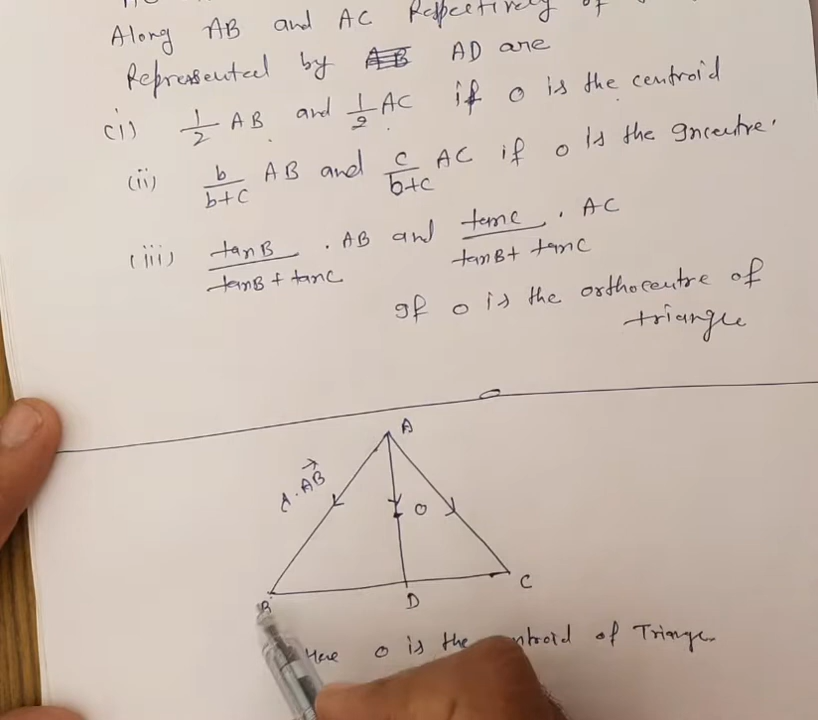 Along AB and AC Respectively of
Represented by AD are
(i) 1/2 AB and 1/2 AC if O is the centroid
(ii) b/b+c AB and c/b+c AC if O is the Incentre.
(iii) tanB/tanB + tanC . AB and tanC/tanB + tanC . AC
If O is the orthocentre of
triangle
A
AB
O
C
B
D
Here O is the of Triange